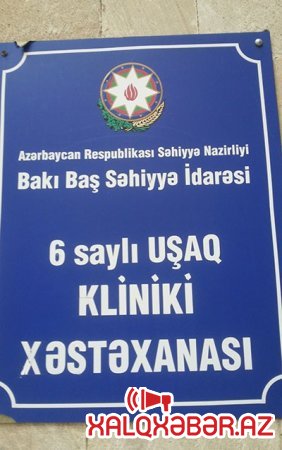 Azərbaycan Respublikası Səhiyyə Nazirliyi
Bakı Baş Səhiyyə İdarəsi
6 saylı UŞAQ
KLİNİKİ
XƏSTƏXANASI
XALQXƏBƏR.AZ